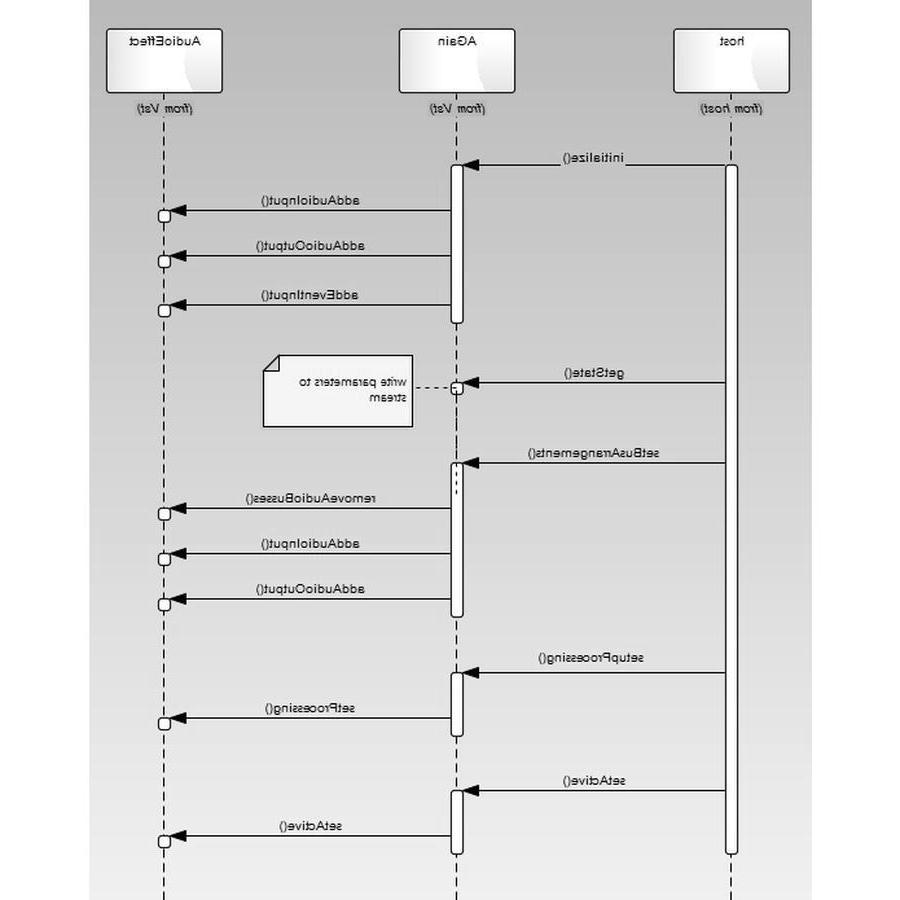 host
AGain
AudioEffect
(from host)
(from Vst)
(from Vst)
initialize()
addAudioInput()
addAudioOutput()
addEventInput()
getState()
write parameters to
stream
setBusArrangements()
removeAudioBusses()
addAudioInput()
addAudioOutput()
setupProcessing()
setProcessing()
setActive()
setActive()